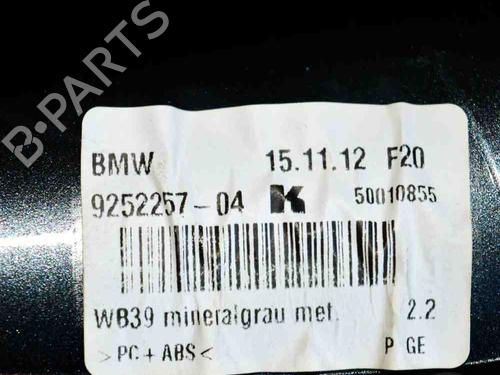 B-PARTS
BMW 15.11.12 F20
9252257-04 K 50010855
WB39 mineralgrau met. 2.2
>PC+ABS< P GE